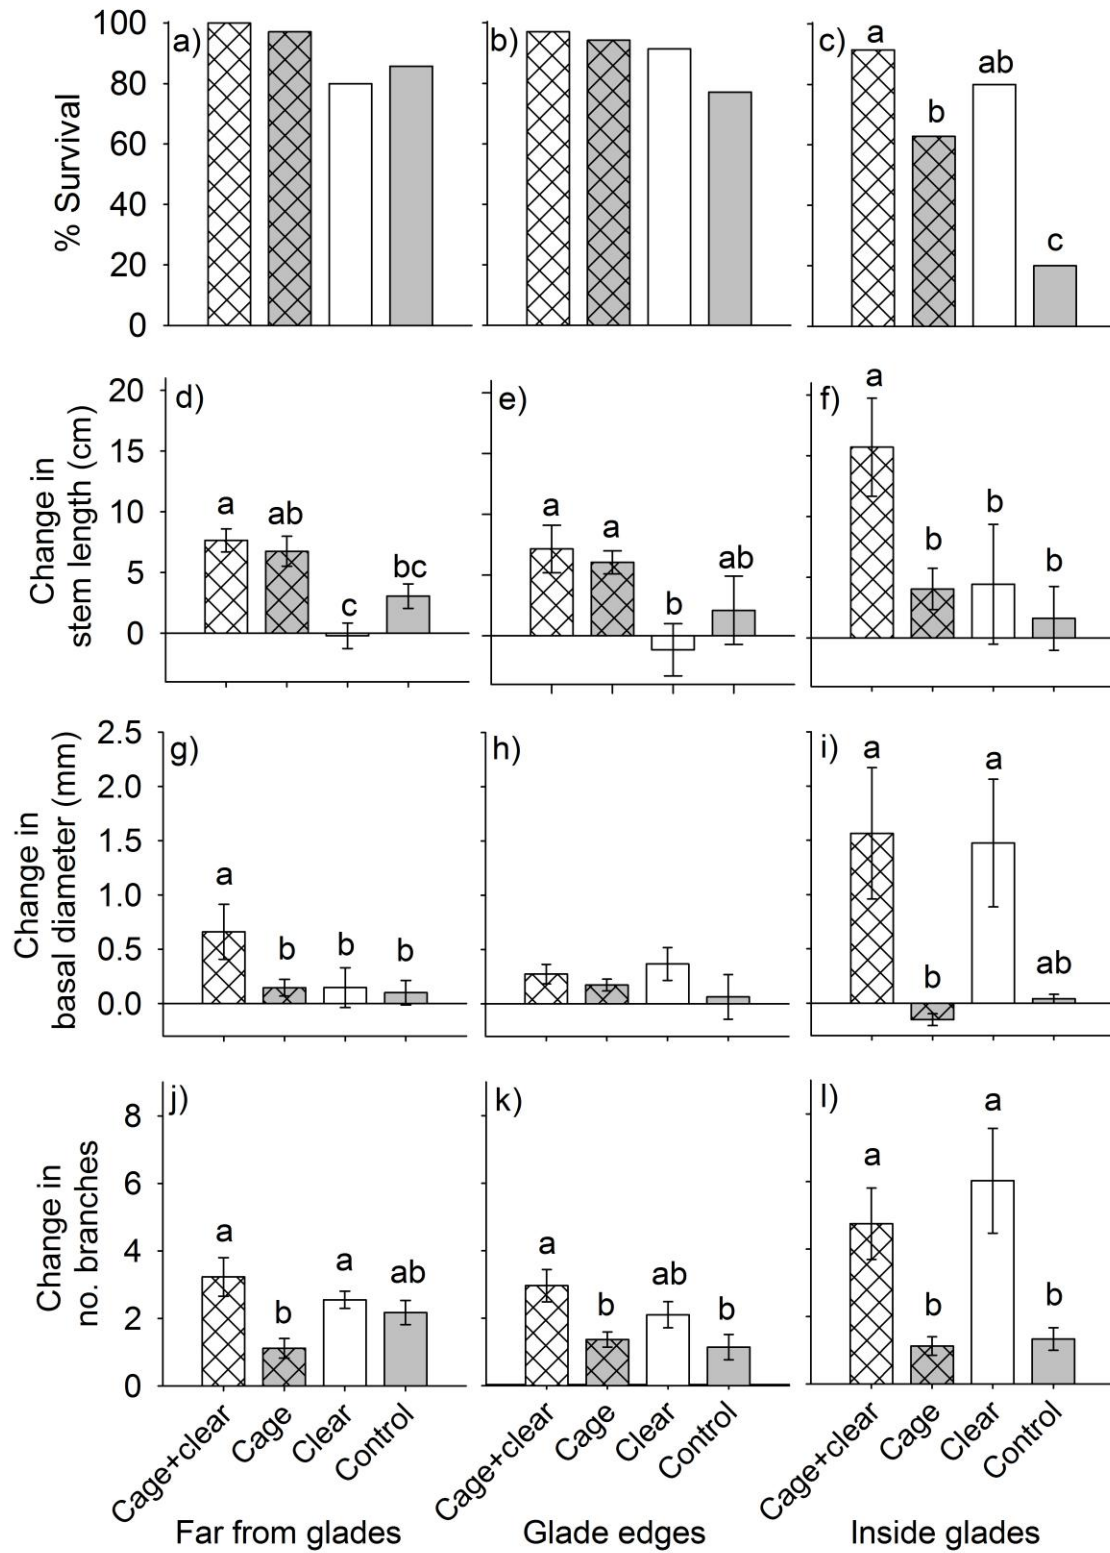 % Survival
100
80
60
40
20
0
a)
b)
c)
a
b
ab
c
Change in
stem length (cm)
20
15
10
5
0
d)
a
ab
c
bc
e)
a
a
b
ab
f)
a
b
b
b
Change in
basal diameter (mm)
2.5
2.0
1.5
1.0
0.5
0.0
g)
a
b
b
b
h)
i)
a
b
a
ab
Change in
no. branches
8
6
4
2
0
j)
a
b
a
ab
k)
a
b
ab
b
l)
a
b
a
b
Cage+clear
Cage
Clear
Control
Cage+clear
Cage
Clear
Control
Cage+clear
Cage
Clear
Control
Far from glades
Glade edges
Inside glades